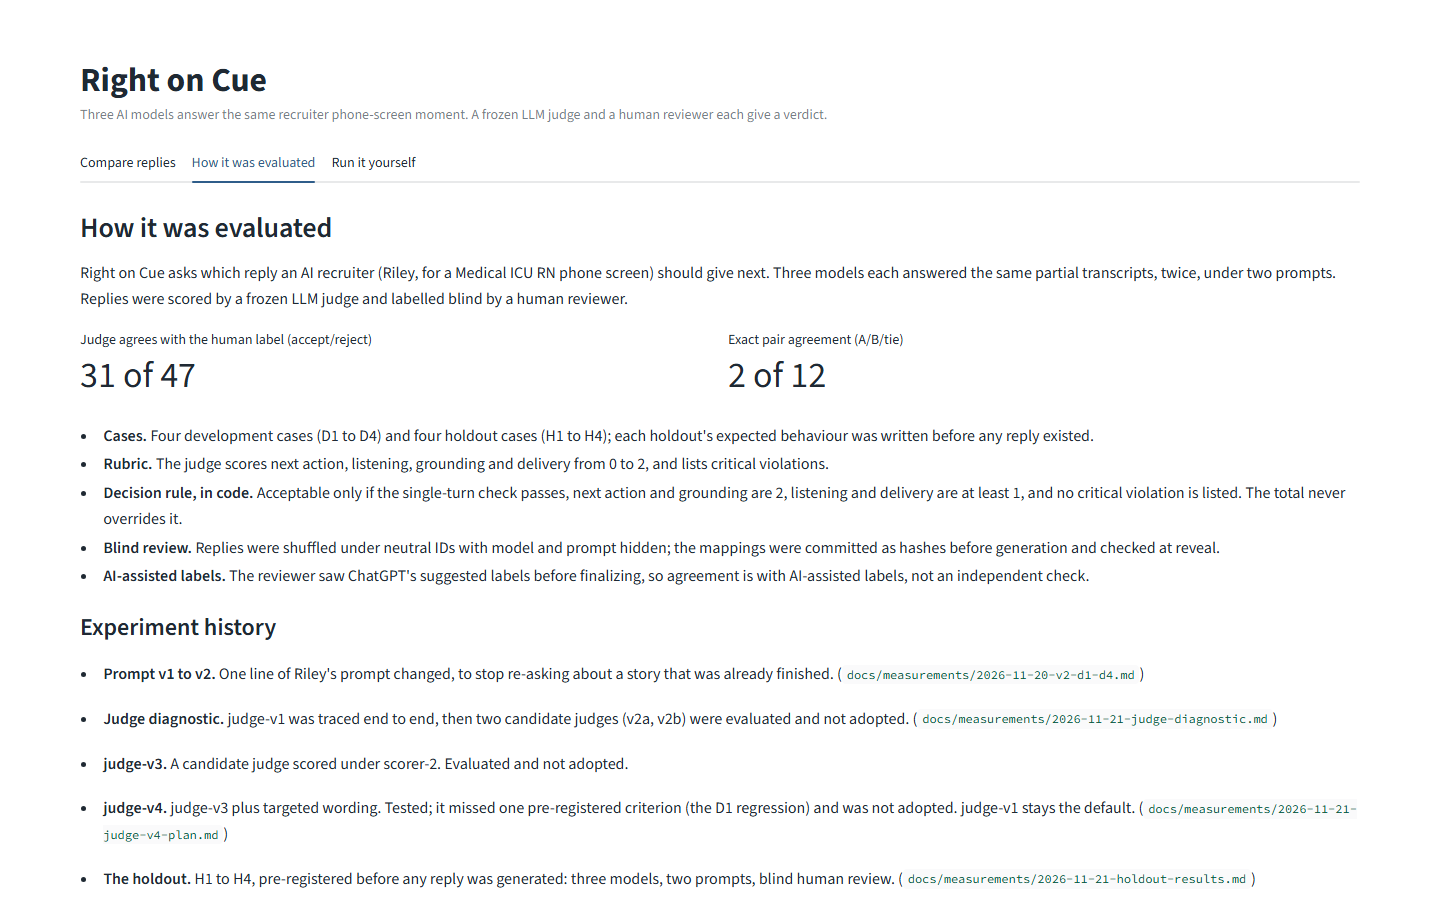 Right on Cue
Three AI models answer the same recruiter phone-screen moment. A frozen LLM judge and a human reviewer each give a verdict.
Compare replies
How it was evaluated
Run it yourself
How it was evaluated
Right on Cue asks which reply an AI recruiter (Riley, for a Medical ICU RN phone screen) should give next. Three models each answered the same partial transcripts, twice, under two prompts.
Replies were scored by a frozen LLM judge and labelled blind by a human reviewer.
Judge agrees with the human label (accept/reject)
31 of 47
Exact pair agreement (A/B/tie)
2 of 12
• Cases. Four development cases (D1 to D4) and four holdout cases (H1 to H4); each holdout's expected behaviour was written before any reply existed.
• Rubric. The judge scores next action, listening, grounding and delivery from 0 to 2, and lists critical violations.
• Decision rule, in code. Acceptable only if the single-turn check passes, next action and grounding are 2, listening and delivery are at least 1, and no critical violation is listed. The total never
overrides it.
• Blind review. Replies were shuffled under neutral IDs with model and prompt hidden; the mappings were committed as hashes before generation and checked at reveal.
• AI-assisted labels. The reviewer saw ChatGPT's suggested labels before finalizing, so agreement is with AI-assisted labels, not an independent check.
Experiment history
• Prompt v1 to v2. One line of Riley's prompt changed, to stop re-asking about a story that was already finished. ( docs/measurements/2026-11-20-v2-d1-d4.md )
• Judge diagnostic. judge-v1 was traced end to end, then two candidate judges (v2a, v2b) were evaluated and not adopted. ( docs/measurements/2026-11-21-judge-diagnostic.md )
• judge-v3. A candidate judge scored under scorer-2. Evaluated and not adopted.
• judge-v4. judge-v3 plus targeted wording. Tested; it missed one pre-registered criterion (the D1 regression) and was not adopted. judge-v1 stays the default. ( docs/measurements/2026-11-21-
judge-v4-plan.md )
• The holdout. H1 to H4, pre-registered before any reply was generated: three models, two prompts, blind human review. ( docs/measurements/2026-11-21-holdout-results.md )